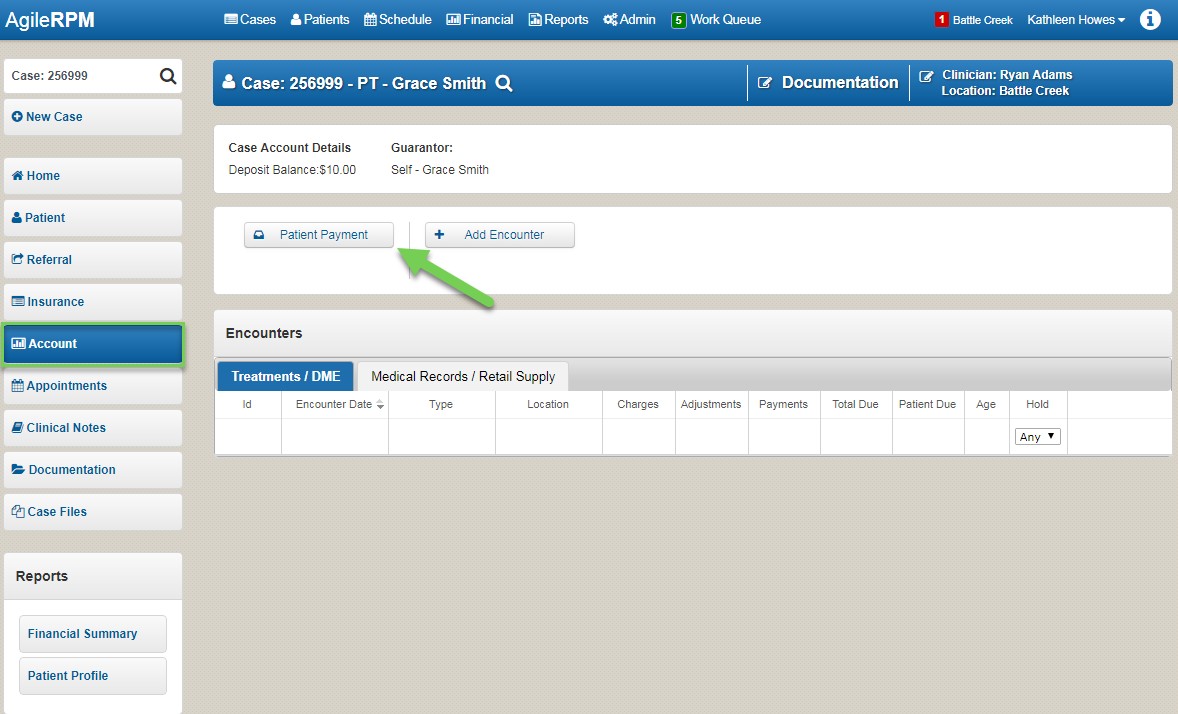 AgileRPM
Cases Patients Schedule Financial Reports Admin 5 Work Queue
1 Battle Creek Kathleen Howes
Case: 256999
New Case
Home
Patient
Referral
Insurance
Account
Appointments
Clinical Notes
Documentation
Case Files
Reports
Financial Summary
Patient Profile
Case: 256999 - PT - Grace Smith
Documentation
Clinician: Ryan Adams
Location: Battle Creek
Case Account Details
Deposit Balance:$10.00
Guarantor:
Self - Grace Smith
Patient Payment
Add Encounter
Encounters
Treatments / DME
Medical Records / Retail Supply
Id Encounter Date Type Location Charges Adjustments Payments Total Due Patient Due Age Hold
Any